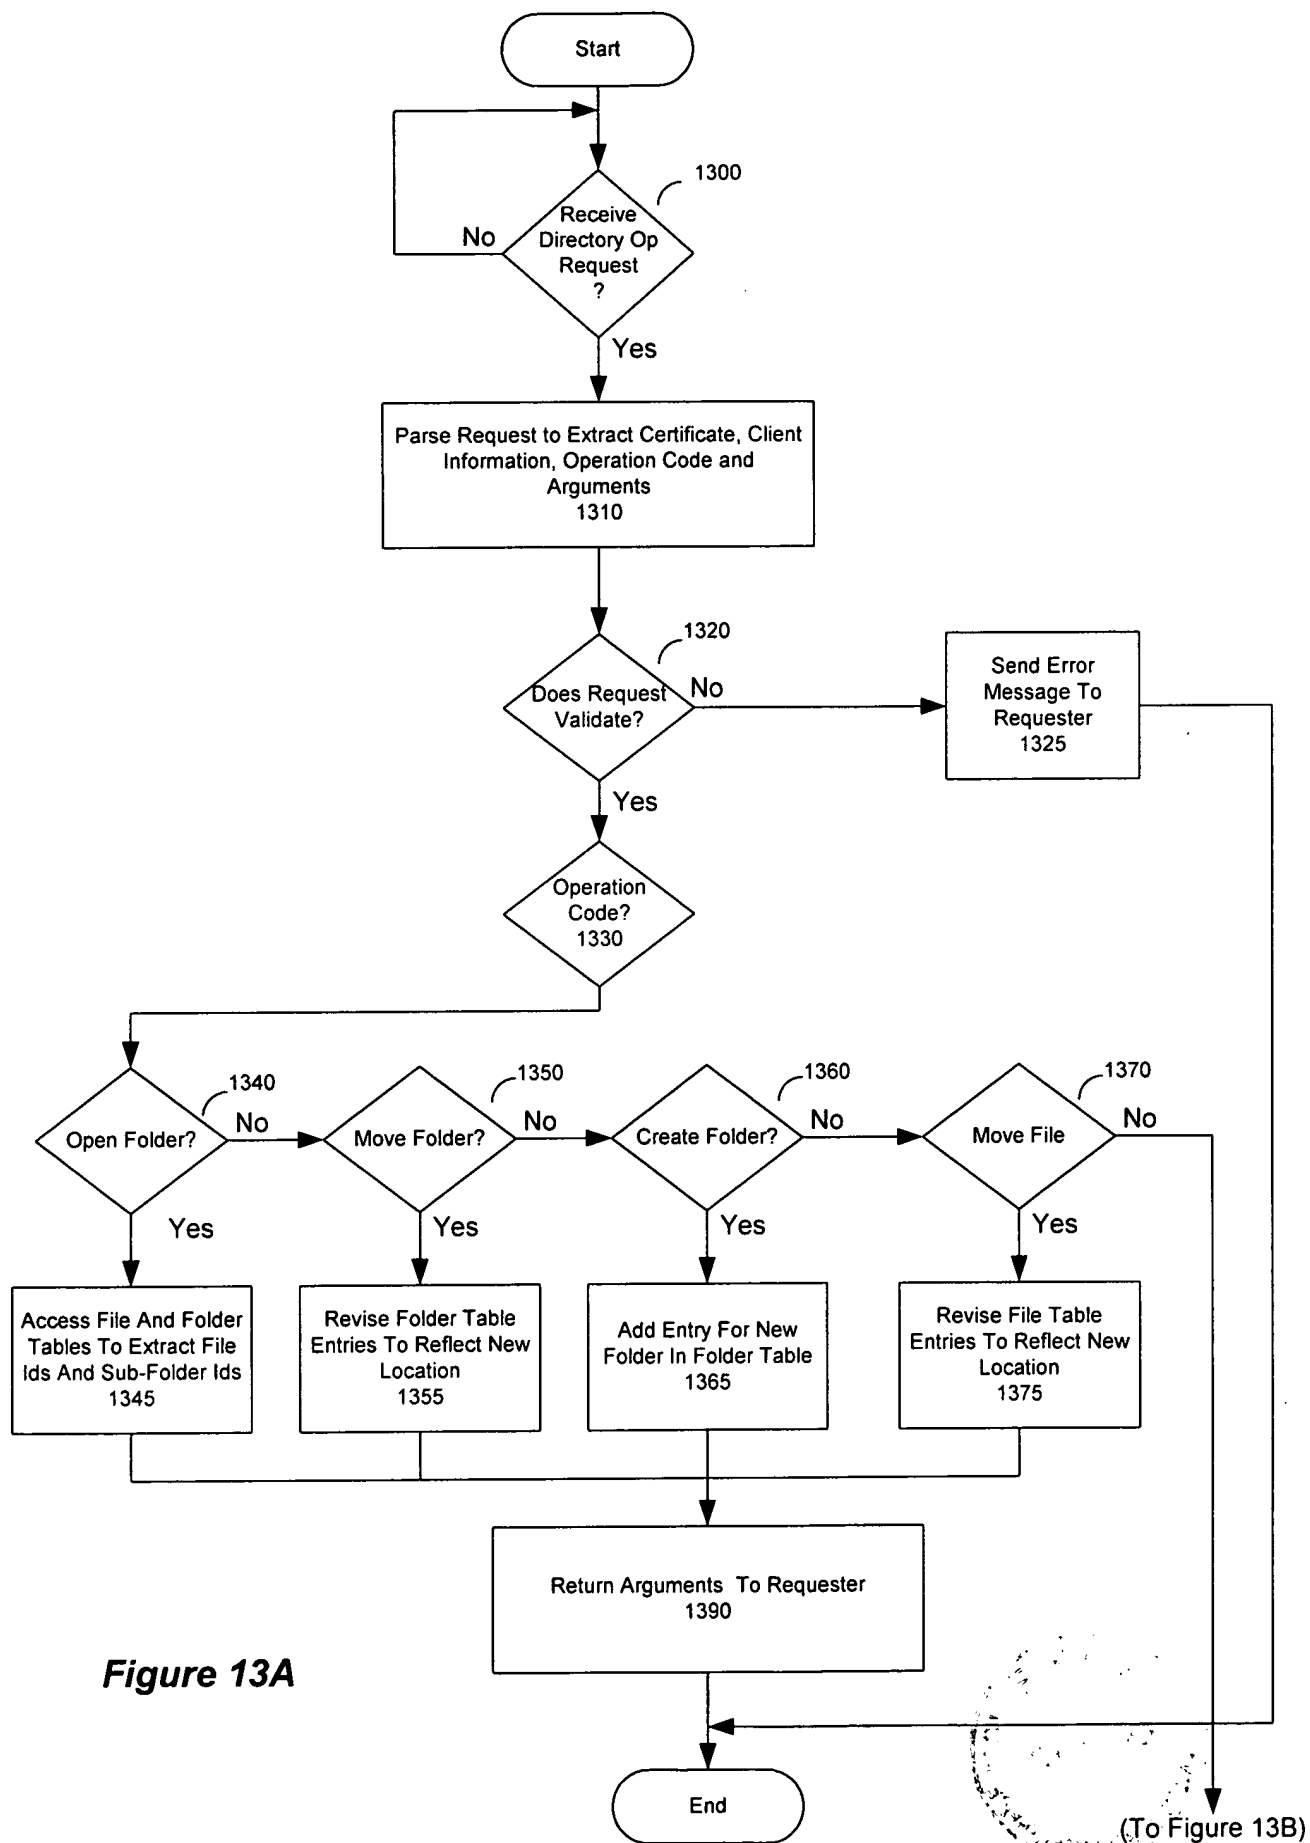 Start
1300
Receive
Directory Op
Request
?
No
Yes
Parse Request to Extract Certificate, Client
Information, Operation Code and
Arguments
1310
1320
Does Request
Validate?
No
Send Error
Message To
Requester
1325
Yes
Operation
Code?
1330
1340
Open Folder?
No
1350
Move Folder?
No
1360
Create Folder?
No
1370
Move File
No
Yes
Yes
Yes
Yes
Access File And Folder
Tables To Extract File
Ids And Sub-Folder Ids
1345
Revise Folder Table
Entries To Reflect New
Location
1355
Add Entry For New
Folder In Folder Table
1365
Revise File Table
Entries To Reflect New
Location
1375
Return Arguments To Requester
1390
Figure 13A
End
(To Figure 13B)